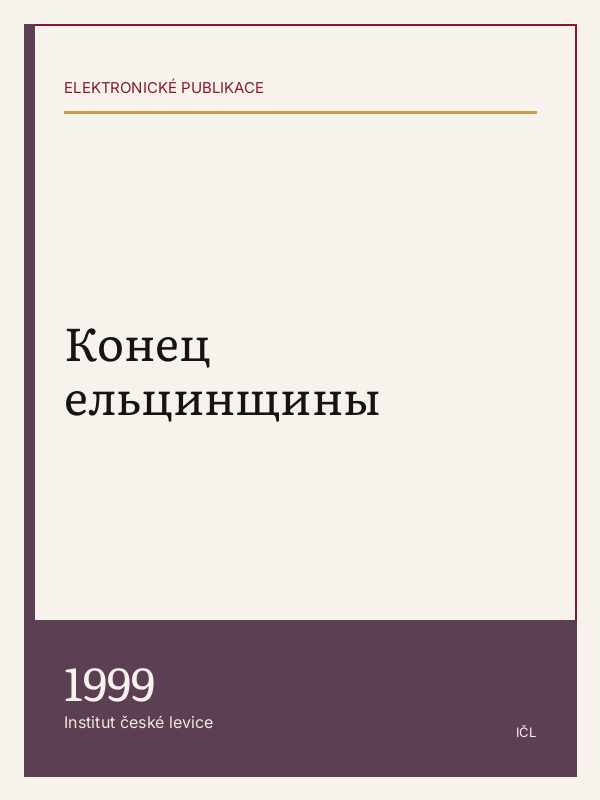 ELEKTRONICKÉ PUBLIKACE
Конец
ельцинщины
1999
Institut české levice
IČL